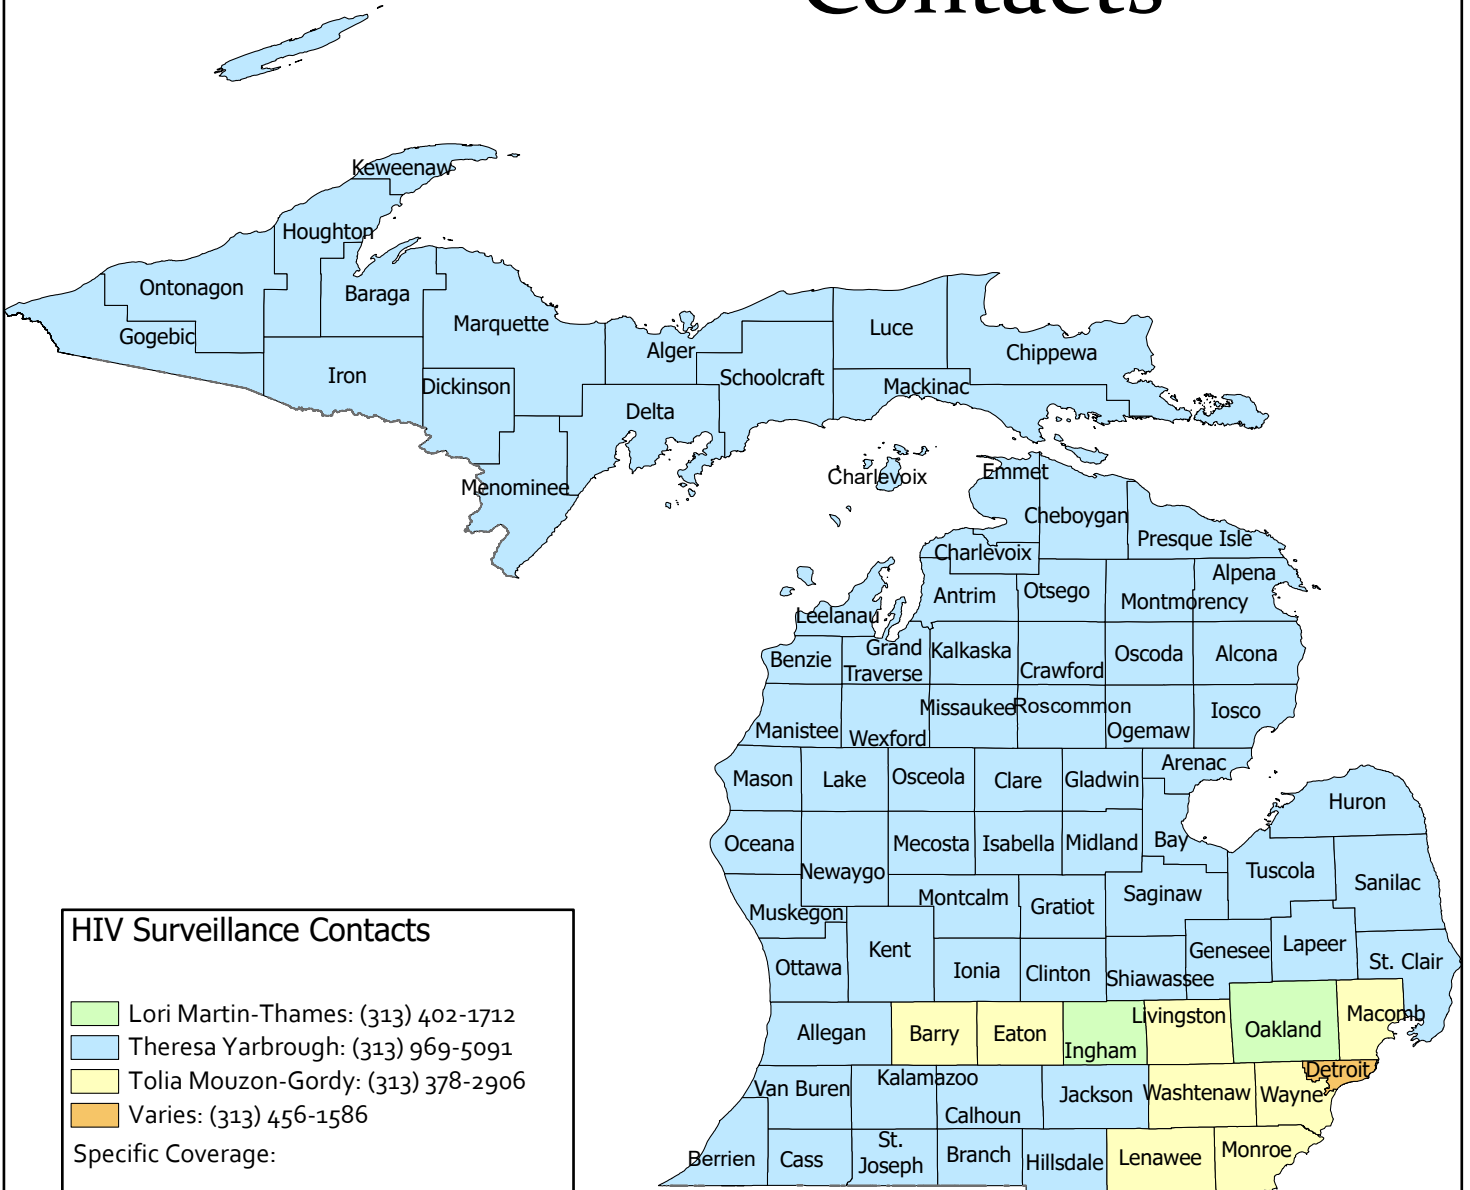 Contacts
Keweenaw
Houghton
Ontonagon
Baraga
Gogebic
Marquette
Luce
Alger
Chippewa
Iron
Schoolcraft
Dickinson
Mackinac
Delta
Menominee
Charlevoix
Emmet
Cheboygan
Presque Isle
Charlevoix
Alpena
Antrim
Otsego
Montmorency
Leelanau
Benzie
Grand
Traverse
Kalkaska
Crawford
Oscoda
Alcona
Manistee
Wexford
Missaukee
Roscommon
Ogemaw
Iosco
Arenac
Mason
Lake
Osceola
Clare
Gladwin
Huron
Oceana
Newaygo
Mecosta
Isabella
Midland
Bay
Tuscola
Sanilac
Muskegon
Montcalm
Gratiot
Saginaw
Kent
Genesee
Lapeer
St. Clair
Ottawa
Ionia
Clinton
Shiawassee
Allegan
Barry
Eaton
Ingham
Livingston
Oakland
Macomb
Van Buren
Kalamazoo
Calhoun
Jackson
Washtenaw
Wayne
Detroit
Berrien
Cass
St.
Joseph
Branch
Hillsdale
Lenawee
Monroe
HIV Surveillance Contacts
Lori Martin-Thames: (313) 402-1712
Theresa Yarbrough: (313) 969-5091
Tolia Mouzon-Gordy: (313) 378-2906
Varies: (313) 456-1586
Specific Coverage: